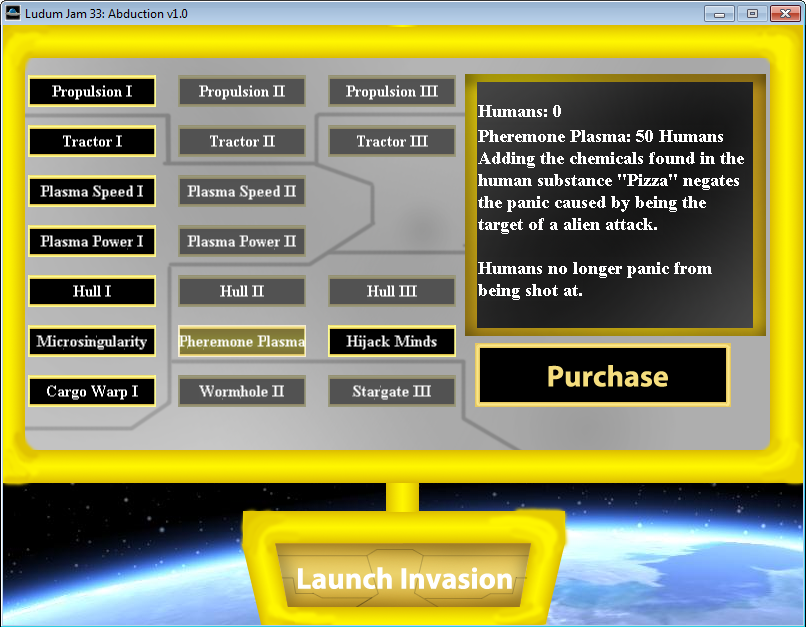 Ludum Jam 33: Abduction v1.0
Propulsion I
Propulsion II
Propulsion III
Tractor I
Tractor II
Tractor III
Plasma Speed I
Plasma Speed II
Plasma Power I
Plasma Power II
Hull I
Hull II
Hull III
Microsingularity
Pheremone Plasma
Hijack Minds
Cargo Warp I
Wormhole II
Stargate III
Humans: 0
Pheremone Plasma: 50 Humans
Adding the chemicals found in the
human substance "Pizza" negates
the panic caused by being the
target of a alien attack.
Humans no longer panic from
being shot at.
Purchase
Launch Invasion